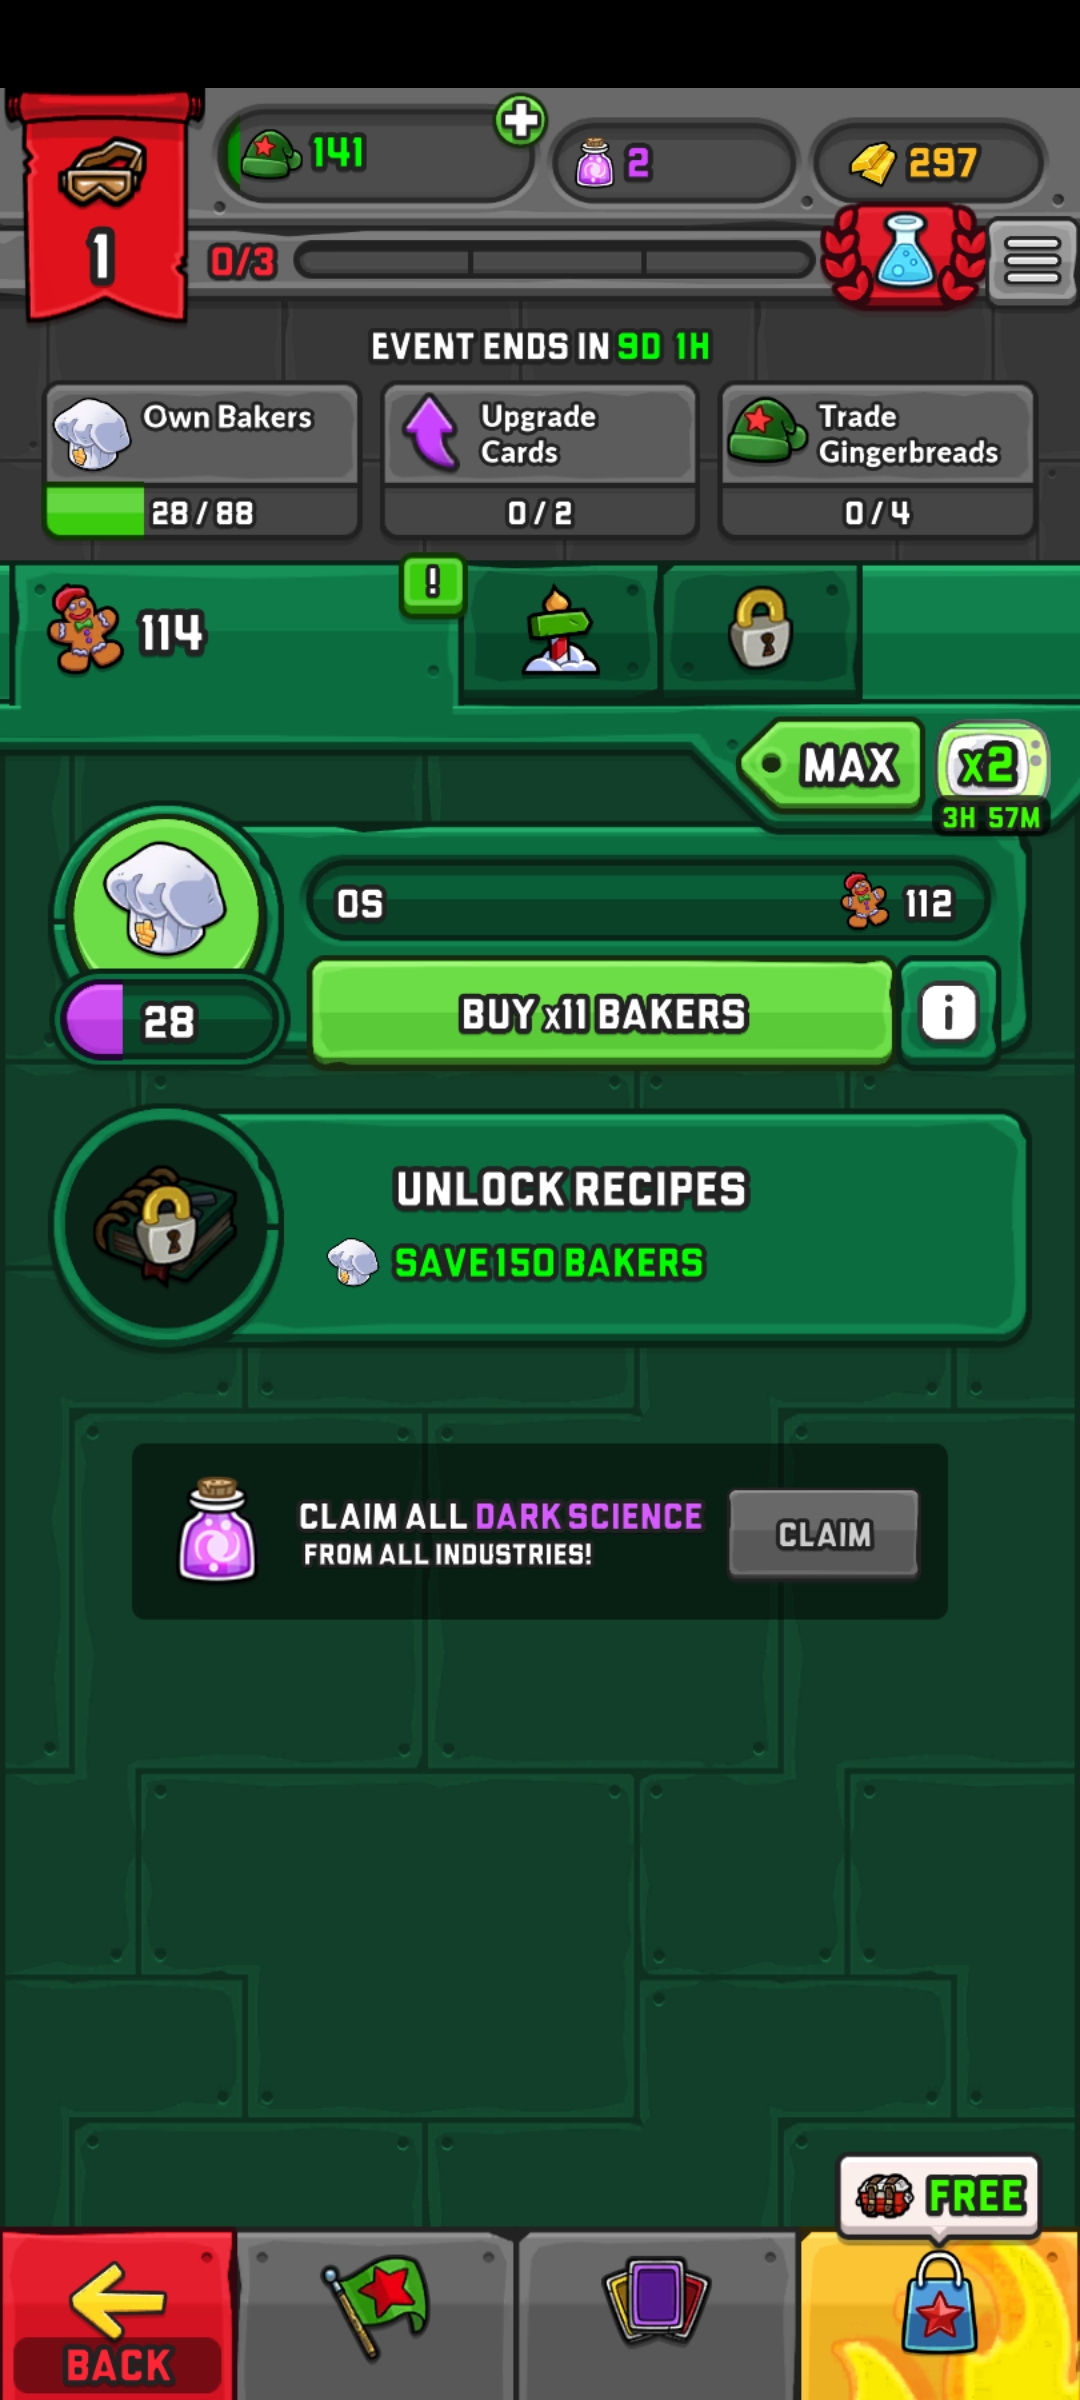 141
2
297
1
0/3
EVENT ENDS IN 9D 1H
Own Bakers
28 / 88
Upgrade
Cards
0 / 2
Trade
Gingerbreads
0 / 4
114
!
MAX
x2
3H 57M
0S
112
28
BUY x11 BAKERS
i
UNLOCK RECIPES
SAVE 150 BAKERS
CLAIM ALL DARK SCIENCE
FROM ALL INDUSTRIES!
CLAIM
FREE
BACK